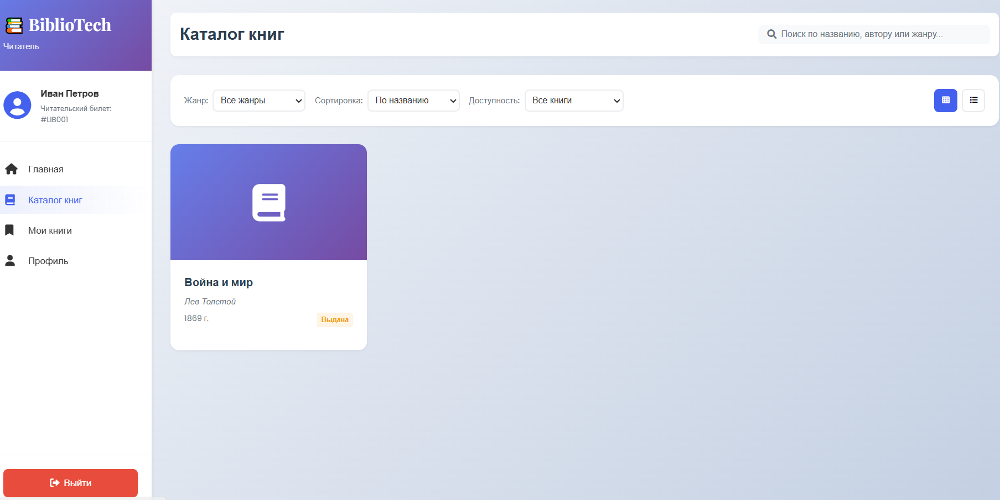 BiblioTech
Читатель
Иван Петров
Читательский билет:
#LIB001
Главная
Каталог книг
Мои книги
Профиль
Выйти
Каталог книг
Поиск по названию, автору или жанру...
Жанр: Все жанры Сортировка: По названию Доступность: Все книги
Война и мир
Лев Толстой
1869 г. Выдана